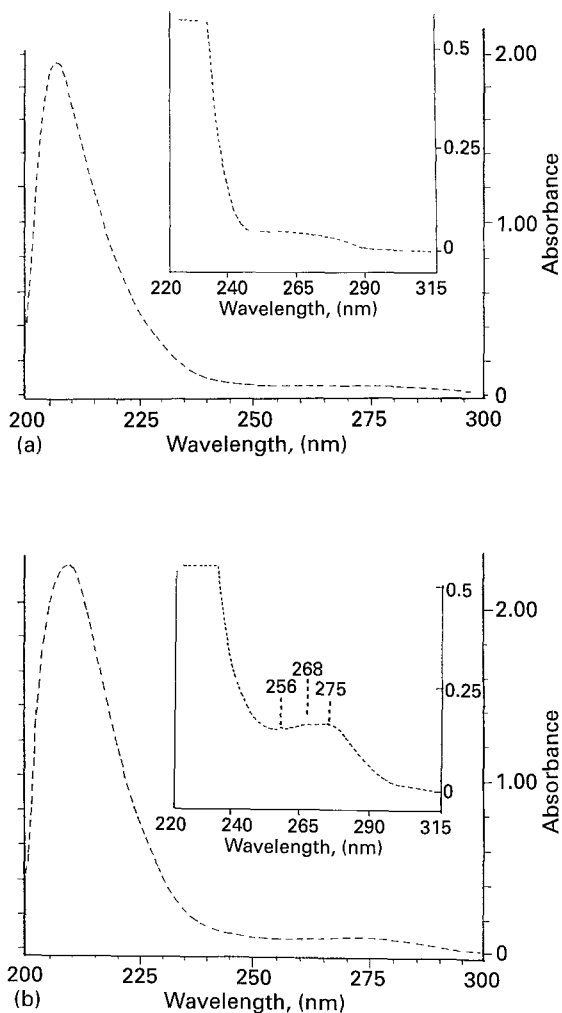 0.5
2.00
0.25
Absorbance
1.00
0
220 240 265 290 315
Wavelength, (nm)
0
200 225 250 275 300
(a) Wavelength, (nm)
0.5
2.00
268
256 275
0.25
Absorbance
1.00
0
220 240 265 290 315
Wavelength, (nm)
0
200 225 250 275 300
(b) Wavelength, (nm)